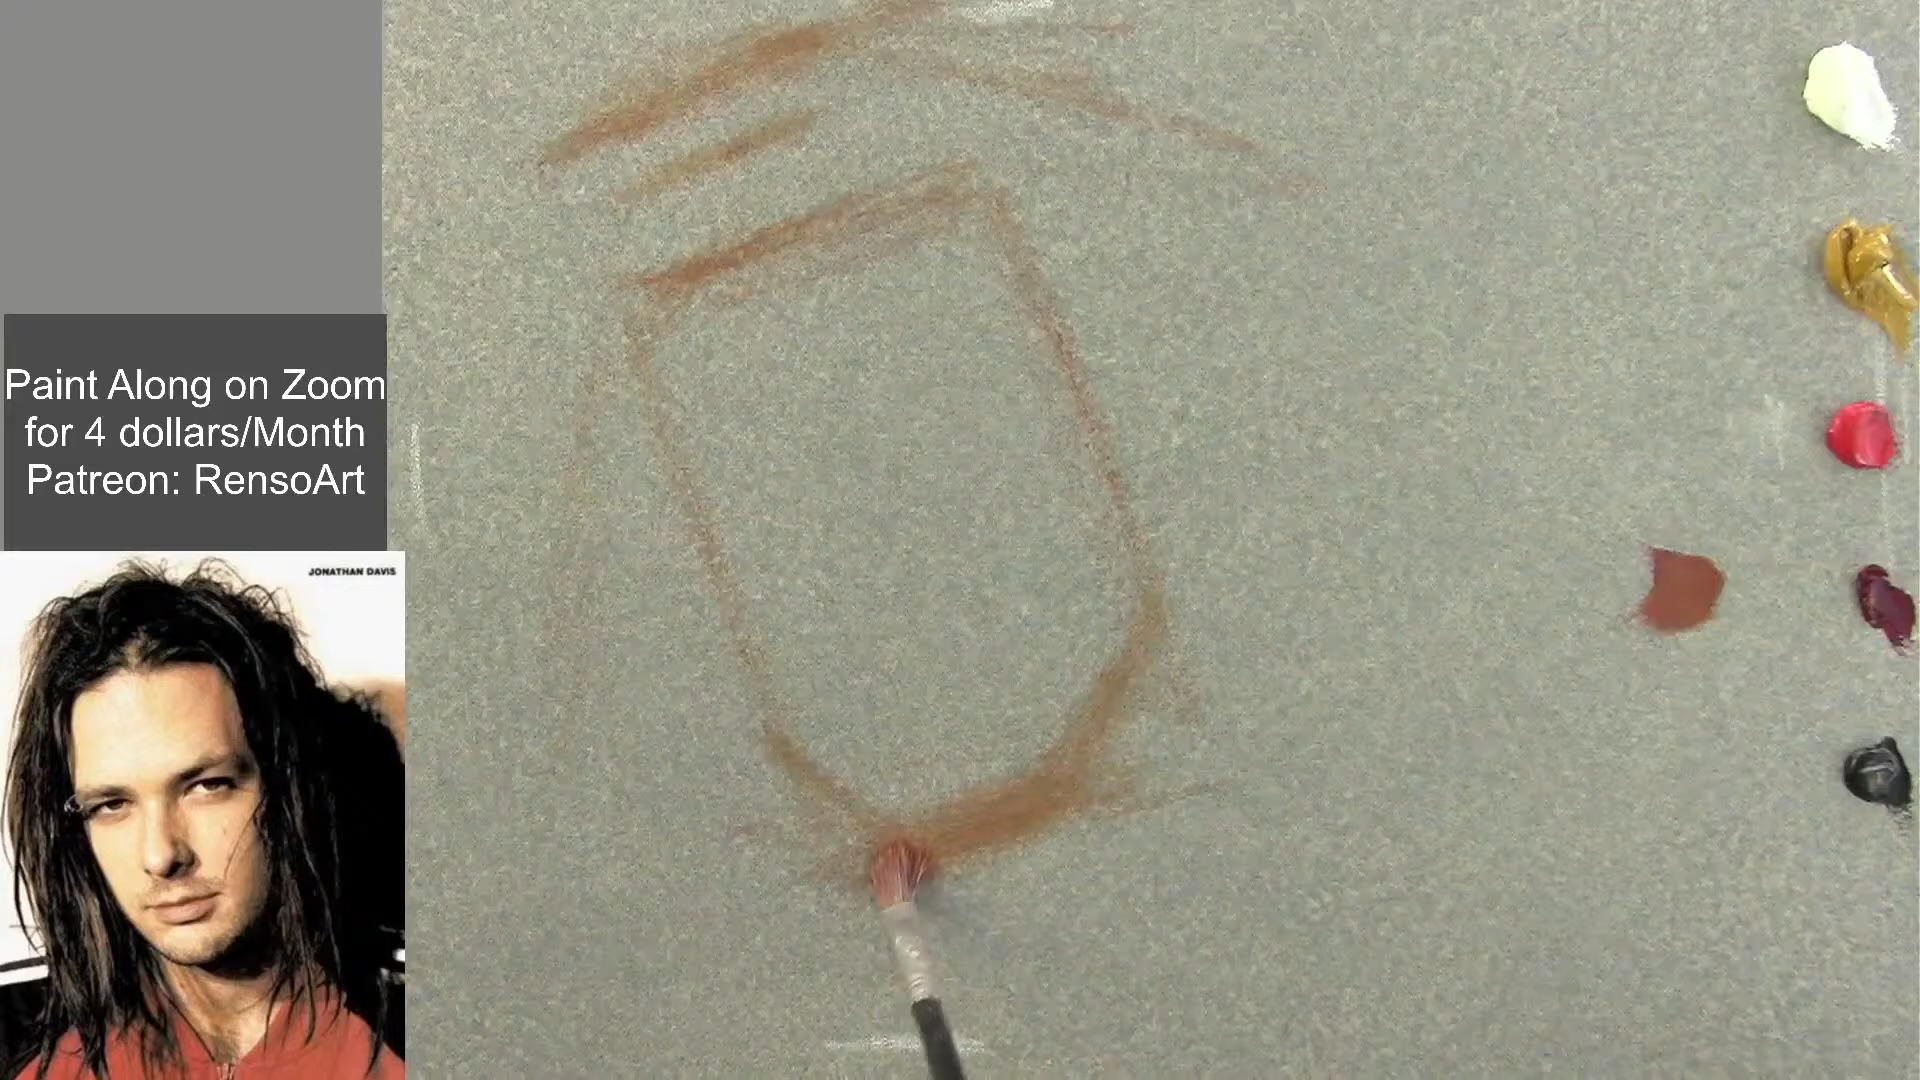 Paint Along on Zoom
for 4 dollars/Month
Patreon: RensoArt
JONATHAN DAVIS